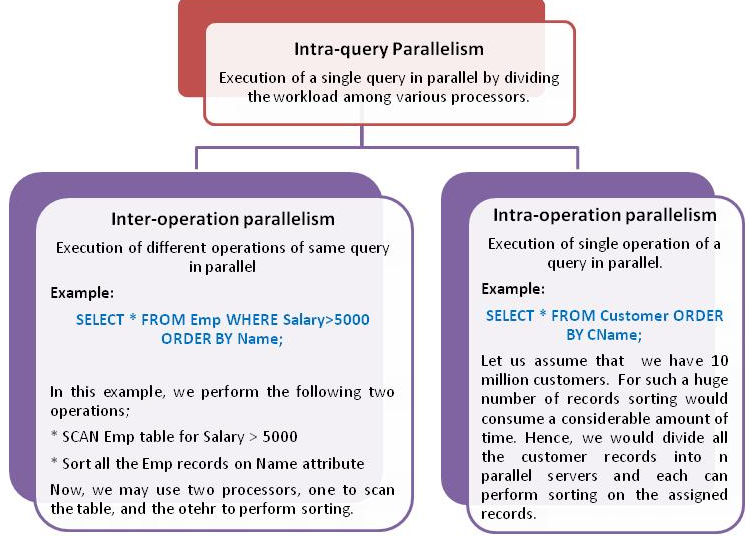 Intra-query Parallelism
Execution of a single query in parallel by dividing
the workload among various processors.
Inter-operation parallelism
Execution of different operations of same query
in parallel
Example:
SELECT * FROM Emp WHERE Salary>5000
ORDER BY Name;
In this example, we perform the following two
operations;
* SCAN Emp table for Salary > 5000
* Sort all the Emp records on Name attribute
Now, we may use two processors, one to scan
the table, and the otehr to perform sorting.
Intra-operation parallelism
Execution of single operation of a
query in parallel.
Example:
SELECT * FROM Customer ORDER
BY CName;
Let us assume that we have 10
million customers. For such a huge
number of records sorting would
consume a considerable amount of
time. Hence, we would divide all
the customer records into n
parallel servers and each can
perform sorting on the assigned
records.